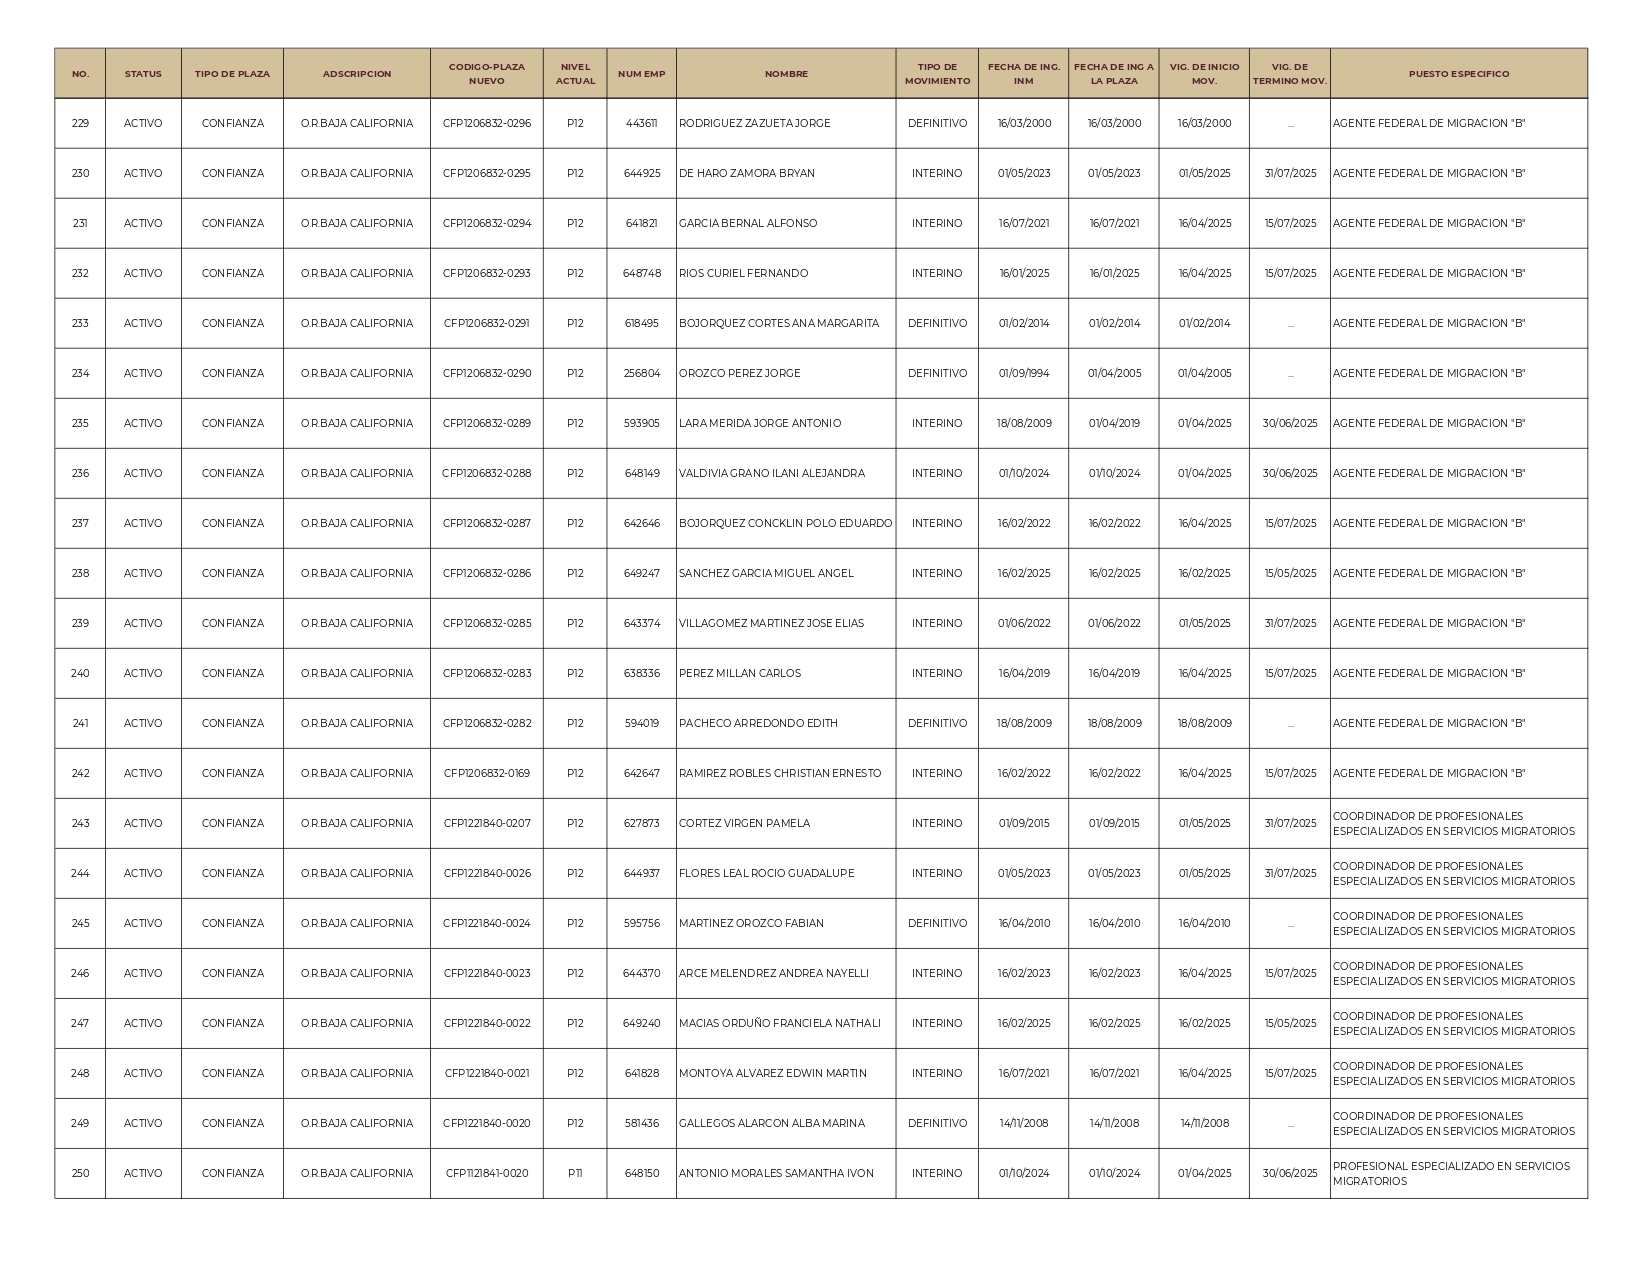 NO. STATUS TIPO DE PLAZA ADSCRIPCION CODIGO-PLAZA NUEVO NIVEL ACTUAL NUM EMP NOMBRE TIPO DE MOVIMIENTO FECHA DE ING. INM FECHA DE ING A LA PLAZA VIG. DE INICIO MOV. VIG. DE TERMINO MOV. PUESTO ESPECIFICO
229 ACTIVO CONFIANZA O.R.BAJA CALIFORNIA CFP1206832-0296 P12 443611 RODRIGUEZ ZAZUETA JORGE DEFINITIVO 16/03/2000 16/03/2000 16/03/2000 ... AGENTE FEDERAL DE MIGRACION "B"
230 ACTIVO CONFIANZA O.R.BAJA CALIFORNIA CFP1206832-0295 P12 644925 DE HARO ZAMORA BRYAN INTERINO 01/05/2023 01/05/2023 01/05/2025 31/07/2025 AGENTE FEDERAL DE MIGRACION "B"
231 ACTIVO CONFIANZA O.R.BAJA CALIFORNIA CFP1206832-0294 P12 641821 GARCIA BERNAL ALFONSO INTERINO 16/07/2021 16/07/2021 16/04/2025 15/07/2025 AGENTE FEDERAL DE MIGRACION "B"
232 ACTIVO CONFIANZA O.R.BAJA CALIFORNIA CFP1206832-0293 P12 648748 RIOS CURIEL FERNANDO INTERINO 16/01/2025 16/01/2025 16/04/2025 15/07/2025 AGENTE FEDERAL DE MIGRACION "B"
233 ACTIVO CONFIANZA O.R.BAJA CALIFORNIA CFP1206832-0291 P12 618495 BOJORQUEZ CORTES ANA MARGARITA DEFINITIVO 01/02/2014 01/02/2014 01/02/2014 ... AGENTE FEDERAL DE MIGRACION "B"
234 ACTIVO CONFIANZA O.R.BAJA CALIFORNIA CFP1206832-0290 P12 256804 OROZCO PEREZ JORGE DEFINITIVO 01/09/1994 01/04/2005 01/04/2005 ... AGENTE FEDERAL DE MIGRACION "B"
235 ACTIVO CONFIANZA O.R.BAJA CALIFORNIA CFP1206832-0289 P12 593905 LARA MERIDA JORGE ANTONIO INTERINO 18/08/2009 01/04/2019 01/04/2025 30/06/2025 AGENTE FEDERAL DE MIGRACION "B"
236 ACTIVO CONFIANZA O.R.BAJA CALIFORNIA CFP1206832-0288 P12 648149 VALDIVIA GRANO ILANI ALEJANDRA INTERINO 01/10/2024 01/10/2024 01/04/2025 30/06/2025 AGENTE FEDERAL DE MIGRACION "B"
237 ACTIVO CONFIANZA O.R.BAJA CALIFORNIA CFP1206832-0287 P12 642646 BOJORQUEZ CONCKLIN POLO EDUARDO INTERINO 16/02/2022 16/02/2022 16/04/2025 15/07/2025 AGENTE FEDERAL DE MIGRACION "B"
238 ACTIVO CONFIANZA O.R.BAJA CALIFORNIA CFP1206832-0286 P12 649247 SANCHEZ GARCIA MIGUEL ANGEL INTERINO 16/02/2025 16/02/2025 16/02/2025 15/05/2025 AGENTE FEDERAL DE MIGRACION "B"
239 ACTIVO CONFIANZA O.R.BAJA CALIFORNIA CFP1206832-0285 P12 643374 VILLAGOMEZ MARTINEZ JOSE ELIAS INTERINO 01/06/2022 01/06/2022 01/05/2025 31/07/2025 AGENTE FEDERAL DE MIGRACION "B"
240 ACTIVO CONFIANZA O.R.BAJA CALIFORNIA CFP1206832-0283 P12 638336 PEREZ MILLAN CARLOS INTERINO 16/04/2019 16/04/2019 16/04/2025 15/07/2025 AGENTE FEDERAL DE MIGRACION "B"
241 ACTIVO CONFIANZA O.R.BAJA CALIFORNIA CFP1206832-0282 P12 594019 PACHECO ARREDONDO EDITH DEFINITIVO 18/08/2009 18/08/2009 18/08/2009 ... AGENTE FEDERAL DE MIGRACION "B"
242 ACTIVO CONFIANZA O.R.BAJA CALIFORNIA CFP1206832-0169 P12 642647 RAMIREZ ROBLES CHRISTIAN ERNESTO INTERINO 16/02/2022 16/02/2022 16/04/2025 15/07/2025 AGENTE FEDERAL DE MIGRACION "B"
243 ACTIVO CONFIANZA O.R.BAJA CALIFORNIA CFP1221840-0207 P12 627873 CORTEZ VIRGEN PAMELA INTERINO 01/09/2015 01/09/2015 01/05/2025 31/07/2025 COORDINADOR DE PROFESIONALES
ESPECIALIZADOS EN SERVICIOS MIGRATORIOS
244 ACTIVO CONFIANZA O.R.BAJA CALIFORNIA CFP1221840-0026 P12 644937 FLORES LEAL ROCIO GUADALUPE INTERINO 01/05/2023 01/05/2023 01/05/2025 31/07/2025 COORDINADOR DE PROFESIONALES
ESPECIALIZADOS EN SERVICIOS MIGRATORIOS
245 ACTIVO CONFIANZA O.R.BAJA CALIFORNIA CFP1221840-0024 P12 595756 MARTINEZ OROZCO FABIAN DEFINITIVO 16/04/2010 16/04/2010 16/04/2010 ... COORDINADOR DE PROFESIONALES
ESPECIALIZADOS EN SERVICIOS MIGRATORIOS
246 ACTIVO CONFIANZA O.R.BAJA CALIFORNIA CFP1221840-0023 P12 644370 ARCE MELENDREZ ANDREA NAYELLI INTERINO 16/02/2023 16/02/2023 16/04/2025 15/07/2025 COORDINADOR DE PROFESIONALES
ESPECIALIZADOS EN SERVICIOS MIGRATORIOS
247 ACTIVO CONFIANZA O.R.BAJA CALIFORNIA CFP1221840-0022 P12 649240 MACIAS ORDUÑO FRANCIELA NATHALI INTERINO 16/02/2025 16/02/2025 16/02/2025 15/05/2025 COORDINADOR DE PROFESIONALES
ESPECIALIZADOS EN SERVICIOS MIGRATORIOS
248 ACTIVO CONFIANZA O.R.BAJA CALIFORNIA CFP1221840-0021 P12 641828 MONTOYA ALVAREZ EDWIN MARTIN INTERINO 16/07/2021 16/07/2021 16/04/2025 15/07/2025 COORDINADOR DE PROFESIONALES
ESPECIALIZADOS EN SERVICIOS MIGRATORIOS
249 ACTIVO CONFIANZA O.R.BAJA CALIFORNIA CFP1221840-0020 P12 581436 GALLEGOS ALARCON ALBA MARINA DEFINITIVO 14/11/2008 14/11/2008 14/11/2008 ... COORDINADOR DE PROFESIONALES
ESPECIALIZADOS EN SERVICIOS MIGRATORIOS
250 ACTIVO CONFIANZA O.R.BAJA CALIFORNIA CFP1121841-0020 P11 648150 ANTONIO MORALES SAMANTHA IVON INTERINO 01/10/2024 01/10/2024 01/04/2025 30/06/2025 PROFESIONAL ESPECIALIZADO EN SERVICIOS
MIGRATORIOS